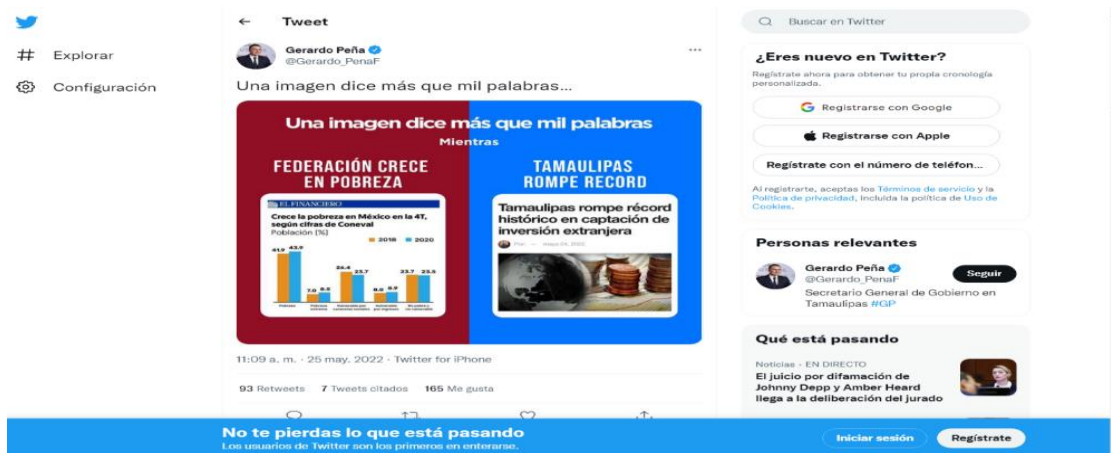 Explorar
Configuración
Tweet
Gerardo Peña
@Gerardo_PenaF
Una imagen dice más que mil palabras...
Una imagen dice más que mil palabras
Mientras
FEDERACIÓN CRECE
EN POBREZA
EL FINANCIERO
Crece la pobreza en México en la 4T,
según cifras de Coneval
Población [%]
2018 2020
41.9 43.9
7.0 8.5
26.4 23.7
8.0 8.9
23.7 23.5
TAMAULIPAS
ROMPE RECORD
Tamaulipas rompe récord
histórico en captación de
inversión extranjera
11:09 a. m. · 25 may. 2022 · Twitter for iPhone
93 Retweets 7 Tweets citados 165 Me gusta
Buscar en Twitter
¿Eres nuevo en Twitter?
Regístrate ahora para obtener tu propia cronología
personalizada.
Registrarse con Google
Registrarse con Apple
Regístrate con el número de teléfon...
Al registrarte, aceptas los Términos de servicio y la
Política de privacidad, incluida la política de Uso de
Cookies.
Personas relevantes
Gerardo Peña
@Gerardo_PenaF
Seguir
Secretario General de Gobierno en
Tamaulipas #GP
Qué está pasando
Noticias · EN DIRECTO
El juicio por difamación de
Johnny Depp y Amber Heard
llega a la deliberación del jurado
No te pierdas lo que está pasando
Los usuarios de Twitter son los primeros en enterarse.
Iniciar sesión
Regístrate